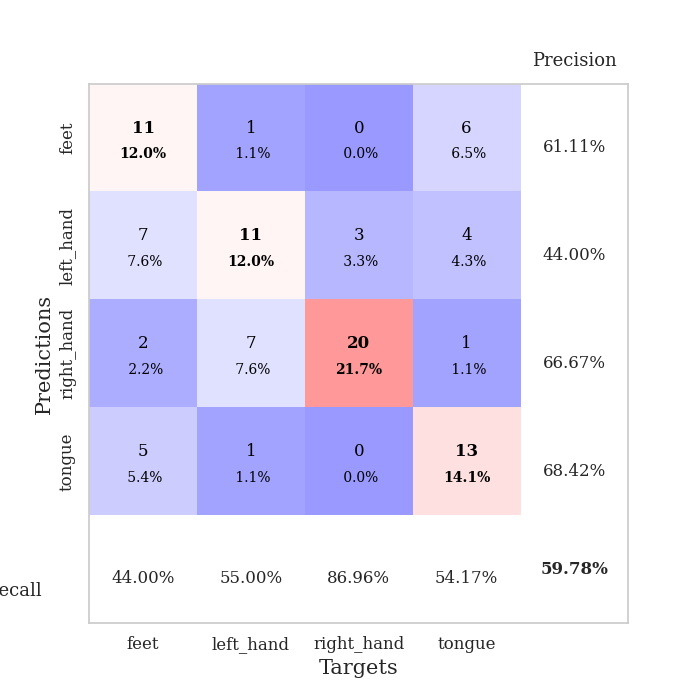 Precision
feet 11 1 0 6 61.11%
12.0% 1.1% 0.0% 6.5%
left_hand 7 11 3 4 44.00%
7.6% 12.0% 3.3% 4.3%
right_hand 2 7 20 1 66.67%
2.2% 7.6% 21.7% 1.1%
tongue 5 1 0 13 68.42%
5.4% 1.1% 0.0% 14.1%
Predictions
ecall 44.00% 55.00% 86.96% 54.17% 59.78%
feet left_hand right_hand tongue
Targets